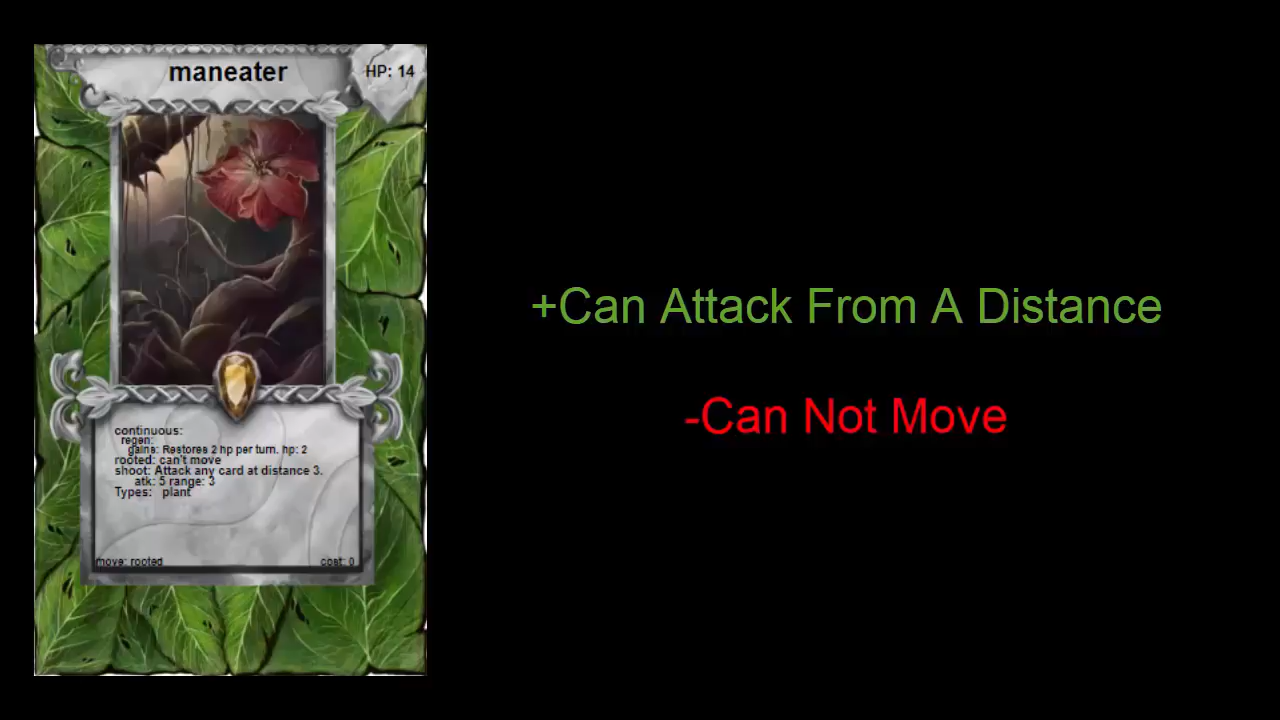 maneater
HP: 14
continuous:
regen:
gains: Restores 2 hp per turn. hp: 2
rooted: can't move
shoot: Attack any card at distance 3.
atk: 5 range: 3
Types: plant
move: rooted
cost: 0
+Can Attack From A Distance
-Can Not Move